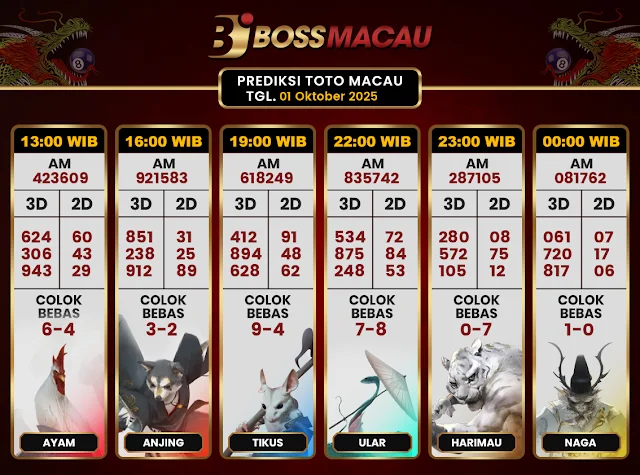 BJ BOSSMACAU
PREDIKSI TOTO MACAU
TGL. 01 Oktober 2025
13:00 WIB
AM
423609
3D 2D
624 60
306 43
943 29
COLOK
BEBAS
6-4
AYAM
16:00 WIB
AM
921583
3D 2D
851 31
238 25
912 89
COLOK
BEBAS
3-2
ANJING
19:00 WIB
AM
618249
3D 2D
412 91
894 48
628 62
COLOK
BEBAS
9-4
TIKUS
22:00 WIB
AM
835742
3D 2D
534 72
875 84
248 53
COLOK
BEBAS
7-8
ULAR
23:00 WIB
AM
287105
3D 2D
280 08
572 75
105 12
COLOK
BEBAS
0-7
HARIMAU
00:00 WIB
AM
081762
3D 2D
061 07
720 17
817 06
COLOK
BEBAS
1-0
NAGA
8
8